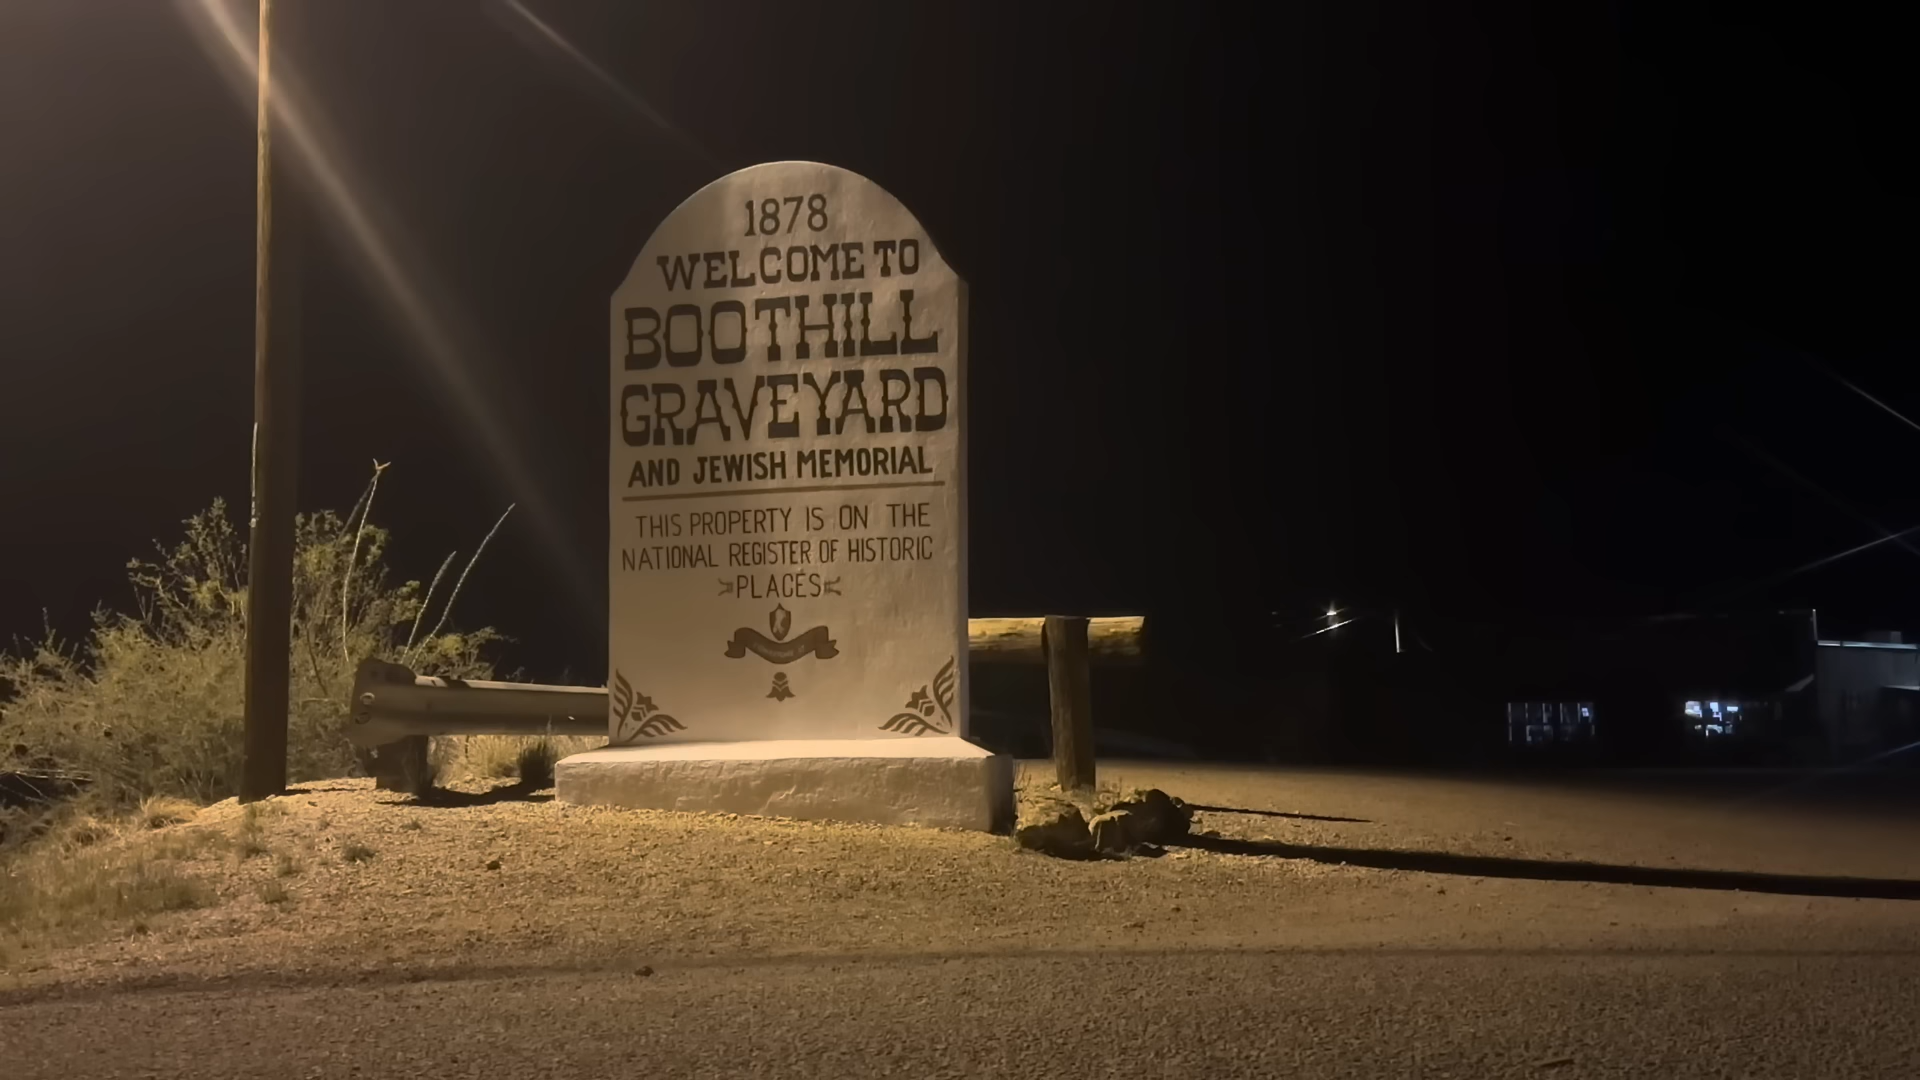 1878
WELCOME TO
BOOTHILL
GRAVEYARD
AND JEWISH MEMORIAL
THIS PROPERTY IS ON THE
NATIONAL REGISTER OF HISTORIC
PLACES